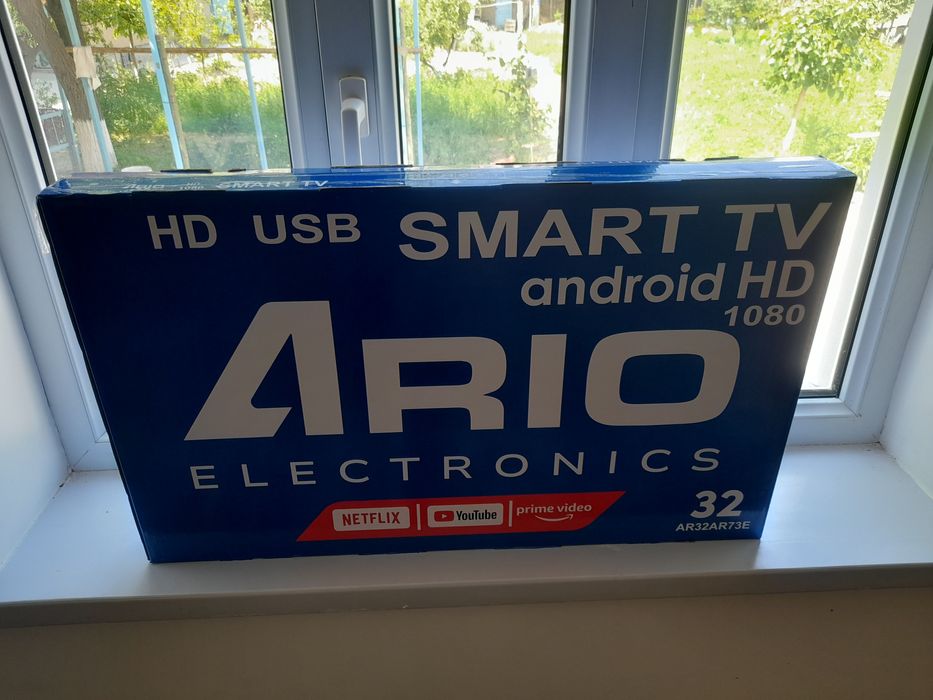 SMART TV
HD USB SMART TV
android HD
1080
ARIO
ELECTRONICS
NETFLIX YouTube prime video
32
AR32AR73E